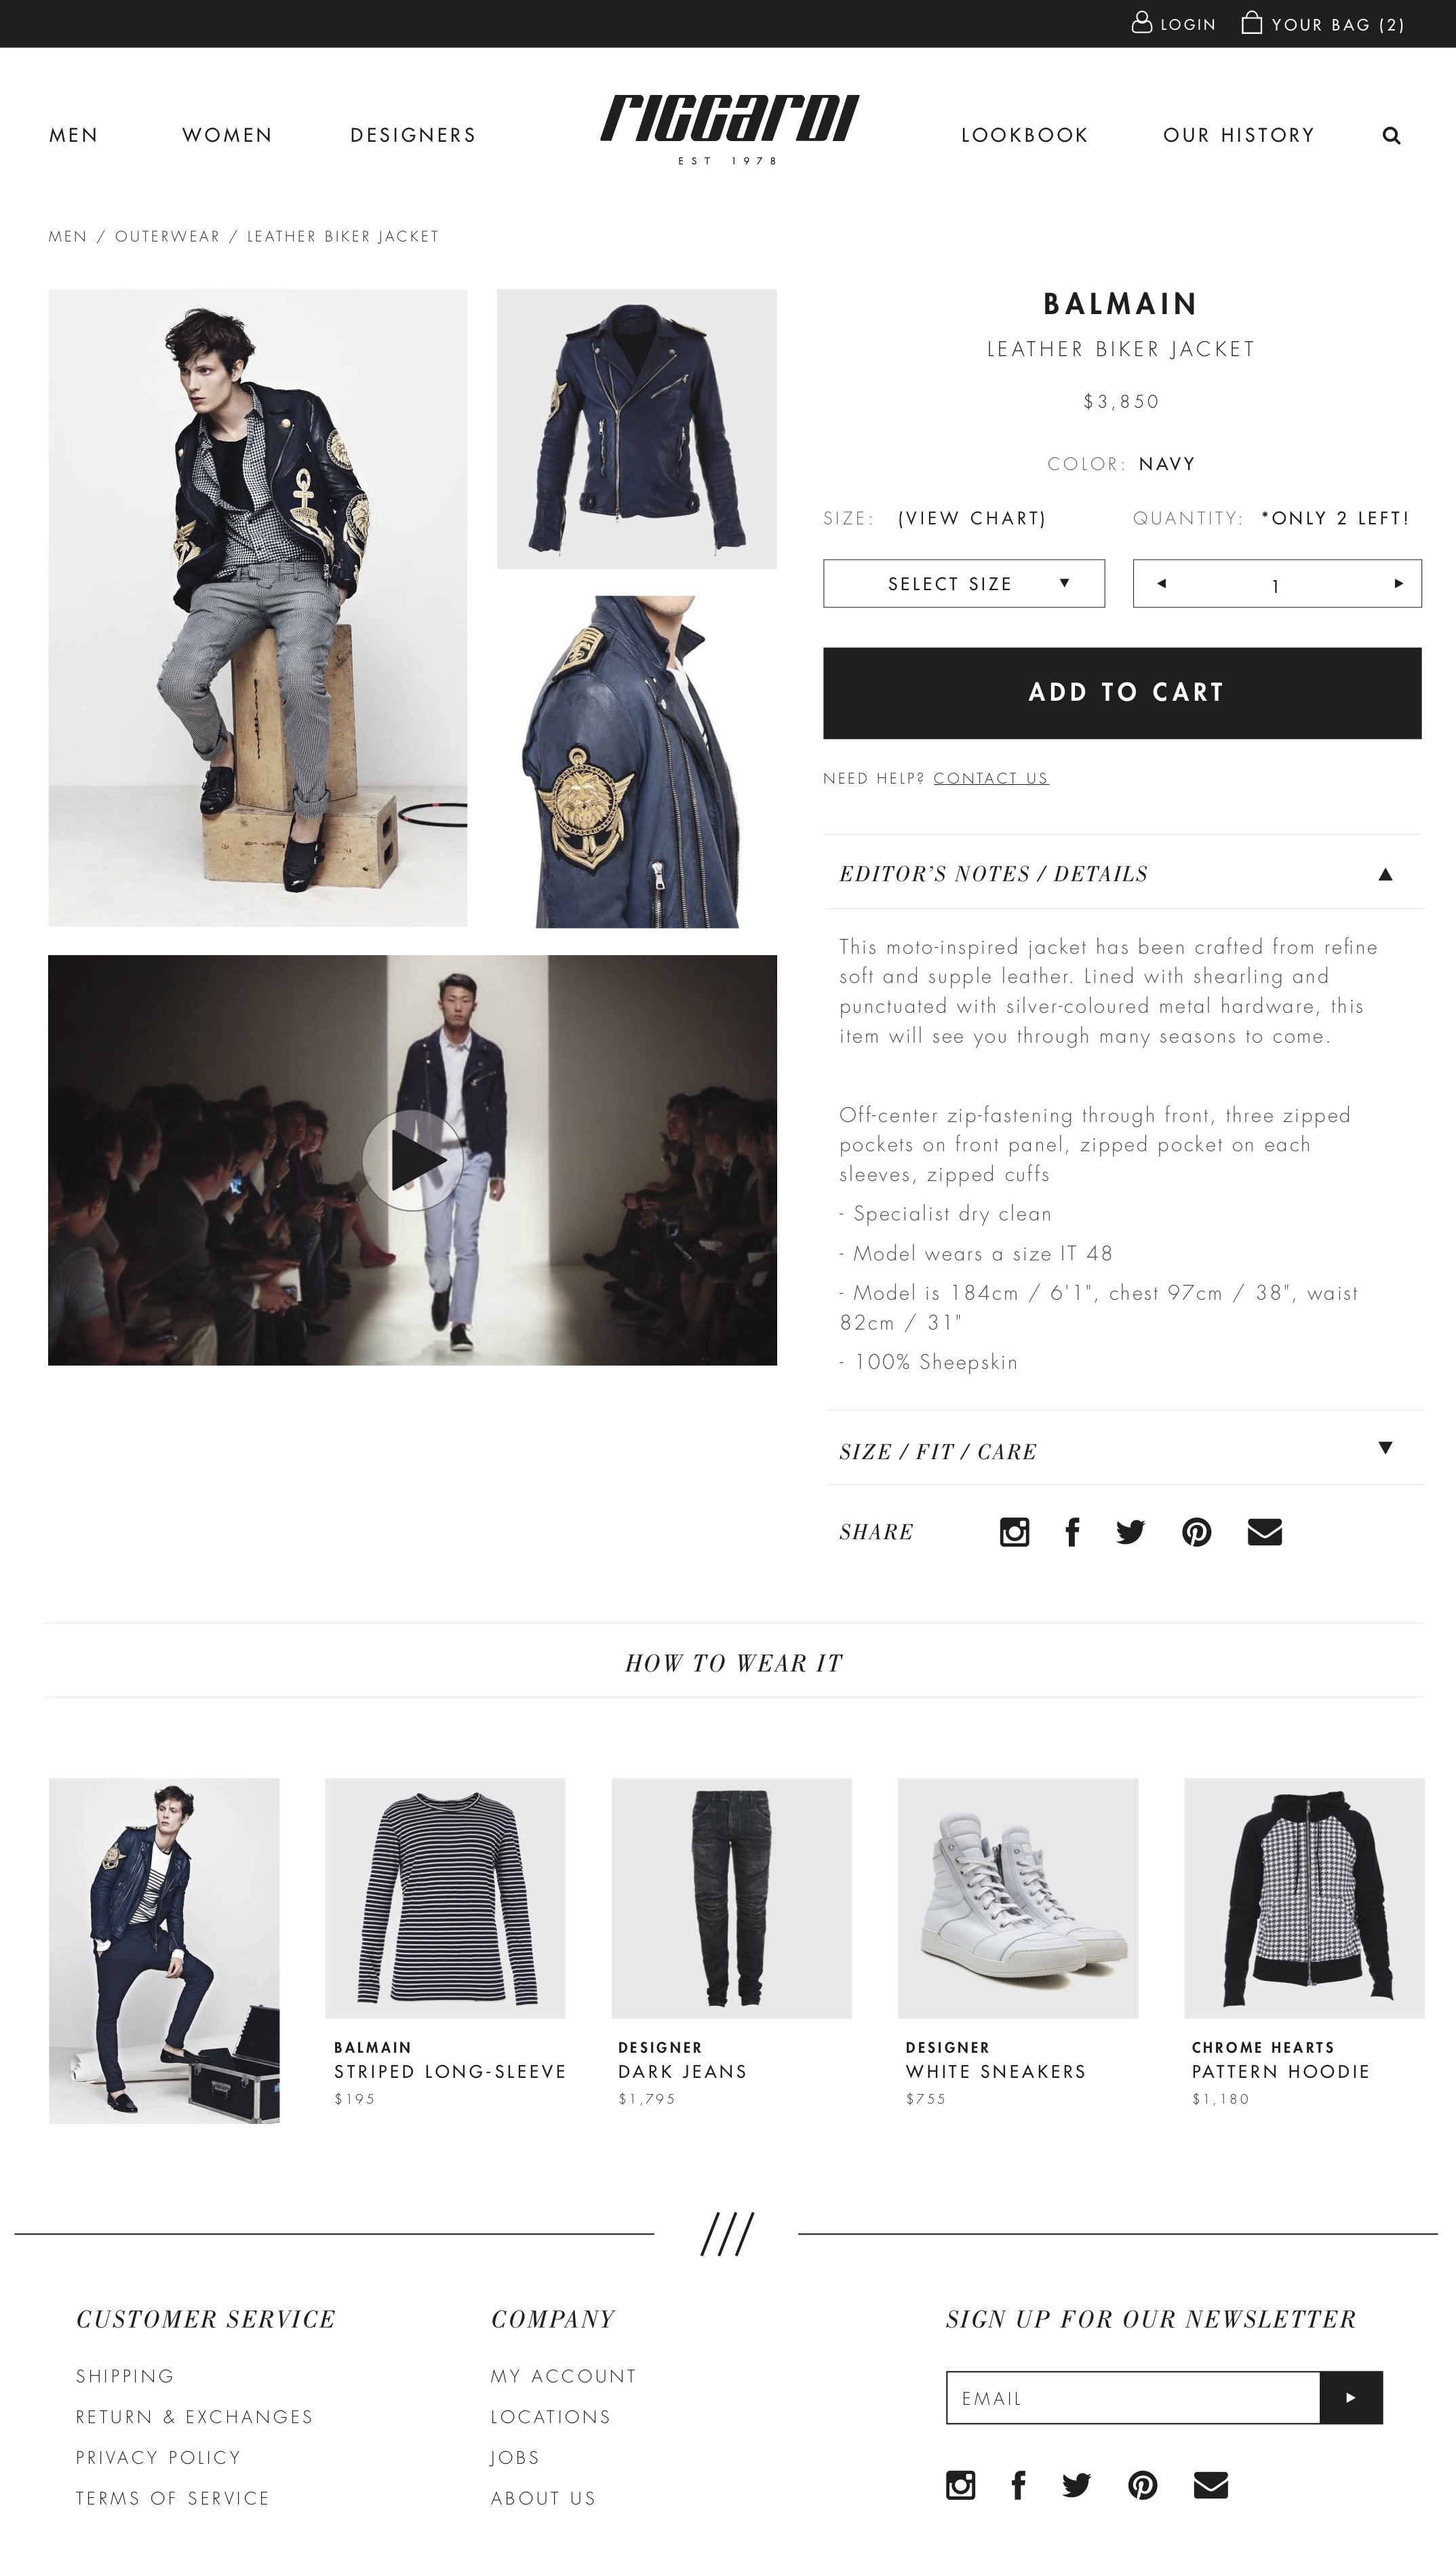 LOGIN YOUR BAG (2)
MEN WOMEN DESIGNERS riccardi LOOKBOOK OUR HISTORY
EST 1978
MEN / OUTERWEAR / LEATHER BIKER JACKET
BALMAIN
LEATHER BIKER JACKET
$3,850
COLOR: NAVY
SIZE: (VIEW CHART) QUANTITY: *ONLY 2 LEFT!
SELECT SIZE 1
ADD TO CART
NEED HELP? CONTACT US
EDITOR'S NOTES / DETAILS
This moto-inspired jacket has been crafted from refine
soft and supple leather. Lined with shearling and
punctuated with silver-coloured metal hardware, this
item will see you through many seasons to come.
Off-center zip-fastening through front, three zipped
pockets on front panel, zipped pocket on each
sleeves, zipped cuffs
- Specialist dry clean
- Model wears a size IT 48
- Model is 184cm / 6'1", chest 97cm / 38", waist
82cm / 31"
- 100% Sheepskin
SIZE / FIT / CARE
SHARE
HOW TO WEAR IT
BALMAIN
STRIPED LONG-SLEEVE
$195
DESIGNER
DARK JEANS
$1,795
DESIGNER
WHITE SNEAKERS
$755
CHROME HEARTS
PATTERN HOODIE
$1,180
CUSTOMER SERVICE
SHIPPING
RETURN & EXCHANGES
PRIVACY POLICY
TERMS OF SERVICE
COMPANY
MY ACCOUNT
LOCATIONS
JOBS
ABOUT US
SIGN UP FOR OUR NEWSLETTER
EMAIL